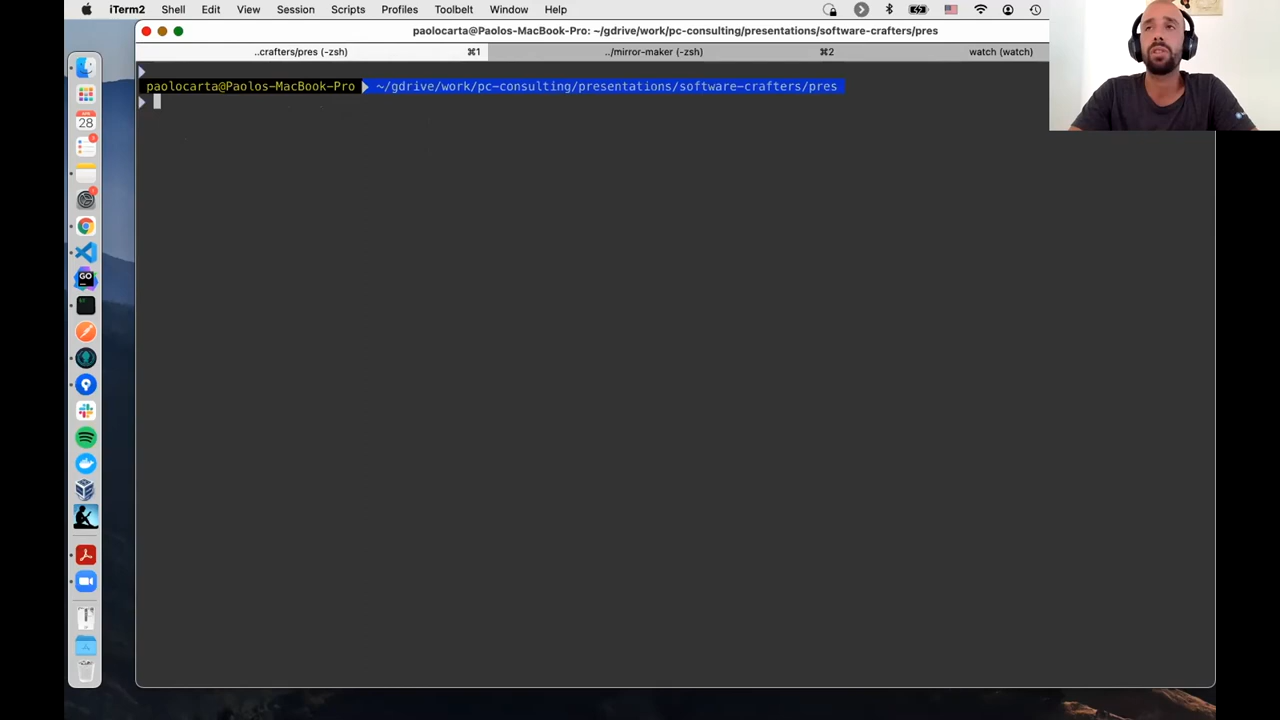 iTerm2 Shell Edit View Session Scripts Profiles Toolbelt Window Help
paolocarta@Paolos-MacBook-Pro: ~/gdrive/work/pc-consulting/presentations/software-crafters/pres
..crafters/pres (-zsh) ⌘1 ../mirror-maker (-zsh) ⌘2 watch (watch)
paolocarta@Paolos-MacBook-Pro ~/gdrive/work/pc-consulting/presentations/software-crafters/pres
APR
28
GO